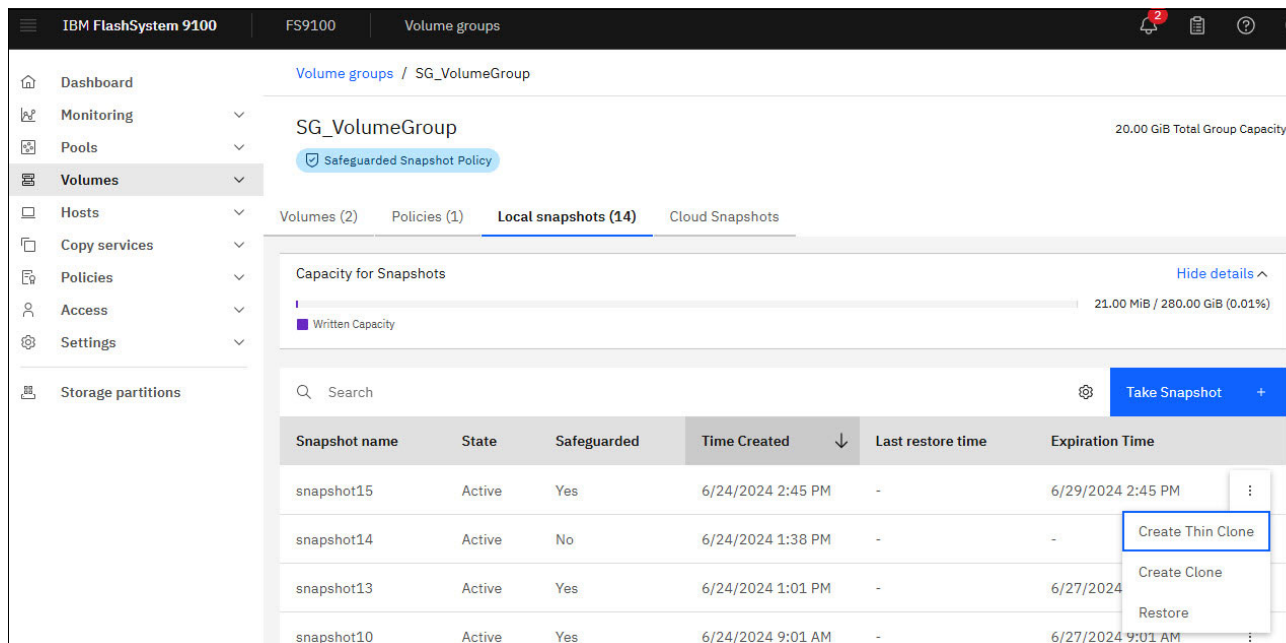 IBM FlashSystem 9100 FS9100 Volume groups 2
Dashboard
Monitoring
Pools
Volumes
Hosts
Copy services
Policies
Access
Settings
Storage partitions
Volume groups / SG_VolumeGroup
SG_VolumeGroup
20.00 GiB Total Group Capacity
Safeguarded Snapshot Policy
Volumes (2) Policies (1) Local snapshots (14) Cloud Snapshots
Capacity for Snapshots Hide details
21.00 MiB / 280.00 GiB (0.01%)
Written Capacity
Search Take Snapshot +
Snapshot name State Safeguarded Time Created Last restore time Expiration Time
snapshot15 Active Yes 6/24/2024 2:45 PM - 6/29/2024 2:45 PM
snapshot14 Active No 6/24/2024 1:38 PM - -
snapshot13 Active Yes 6/24/2024 1:01 PM - 6/27/2024
snapshot10 Active Yes 6/24/2024 9:01 AM - 6/27/2024 9:01 AM
Create Thin Clone
Create Clone
Restore